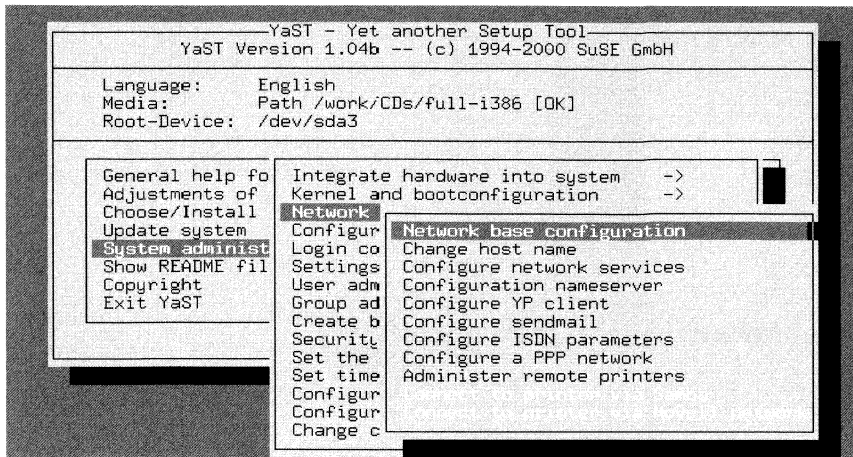 YaST - Yet another Setup Tool
YaST Version 1.04b -- (c) 1994-2000 SuSE GmbH
Language: English
Media: Path /work/CDs/full-i386 [OK]
Root-Device: /dev/sda3
General help fo
Adjustments of
Choose/Install
Update system
System administ
Show README fil
Copyright
Exit YaST
Integrate hardware into system ->
Kernel and bootconfiguration ->
Network
Configur
Login co
Settings
User adm
Group ad
Create b
Security
Set the
Set time
Configur
Configur
Change c
Network base configuration
Change host name
Configure network services
Configuration nameserver
Configure YP client
Configure sendmail
Configure ISDN parameters
Configure a PPP network
Administer remote printers